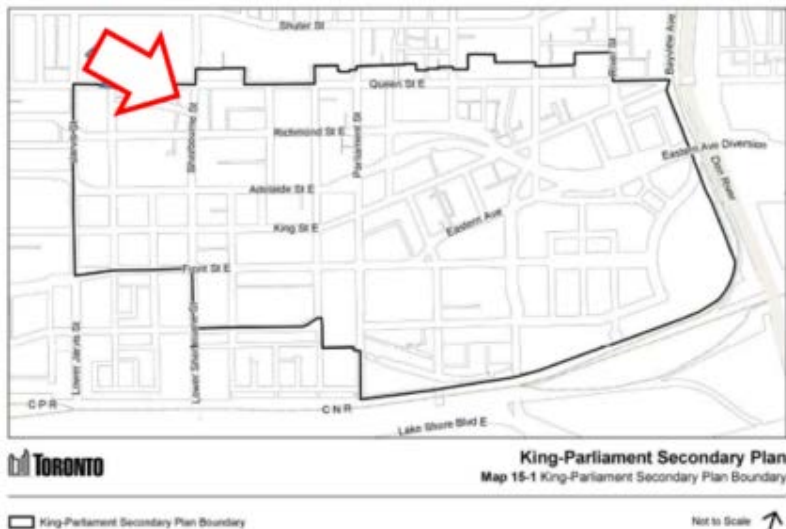 Shuter St
River St
Bayview Ave
Queen St E
Jarvis St
Sherbourne St
Richmond St E
Parliament St
Eastern Ave Diversion
Don River
Adelaide St E
King St E
Eastern Ave
Front St E
Lower Jarvis St
Lower Sherbourne St
C P R
C N R
Lake Shore Blvd E
TORONTO
King-Parliament Secondary Plan
Map 15-1 King-Parliament Secondary Plan Boundary
King-Parliament Secondary Plan Boundary
Not to Scale